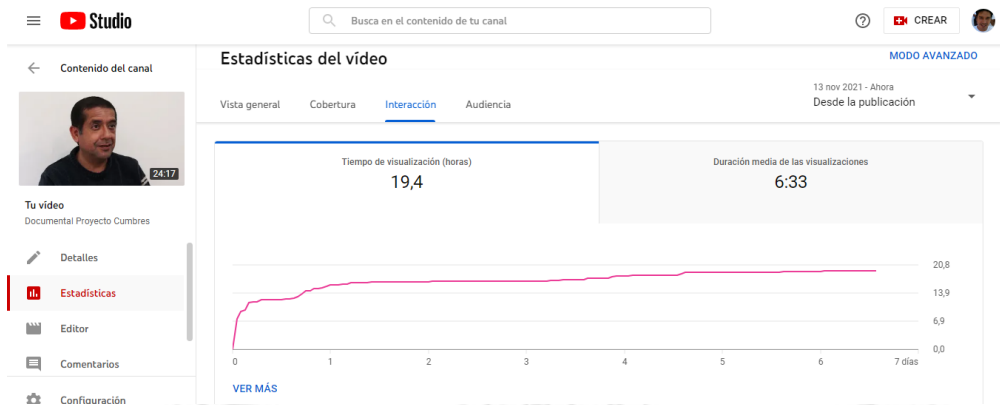 Studio
Busca en el contenido de tu canal
CREAR
Contenido del canal
24:17
Tu vídeo
Documental Proyecto Cumbres
Detalles
Estadísticas
Editor
Comentarios
Configuración
Estadísticas del vídeo
MODO AVANZADO
Vista general
Cobertura
Interacción
Audiencia
13 nov 2021 - Ahora
Desde la publicación
Tiempo de visualización (horas)
19,4
Duración media de las visualizaciones
6:33
20,8
13,9
6,9
0,0
0 1 2 3 4 5 6 7 días
VER MÁS